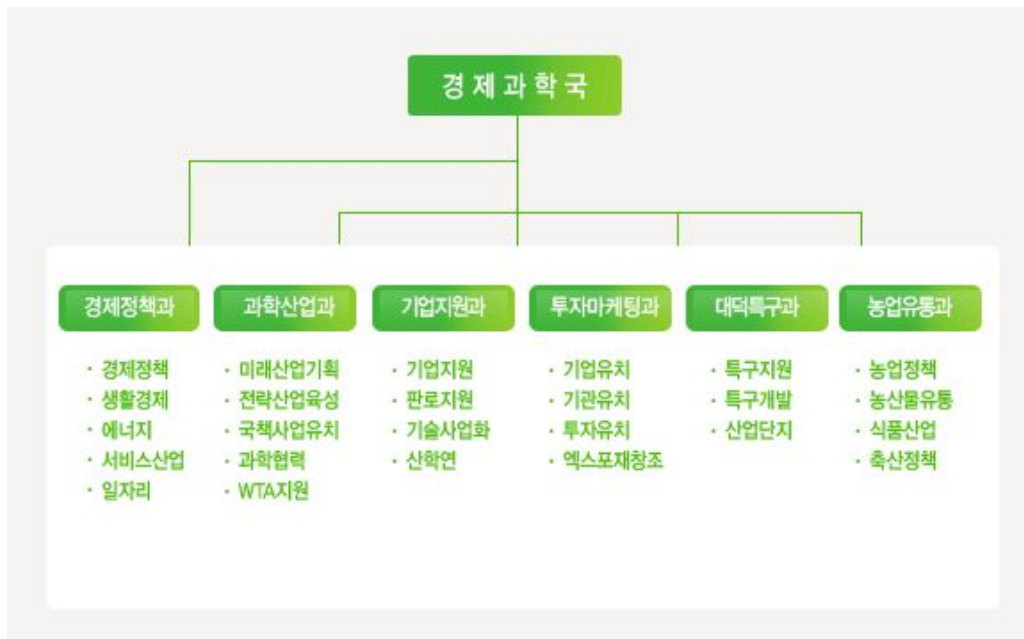 경제과학국
경제정책과
· 경제정책
· 생활경제
· 에너지
· 서비스산업
· 일자리
과학산업과
· 미래산업기획
· 전략산업육성
· 국책사업유치
· 과학협력
· WTA지원
기업지원과
· 기업지원
· 판로지원
· 기술사업화
· 산학연
투자마케팅과
· 기업유치
· 기관유치
· 투자유치
· 엑스포재창조
대덕특구과
· 특구지원
· 특구개발
· 산업단지
농업유통과
· 농업정책
· 농산물유통
· 식품산업
· 축산정책